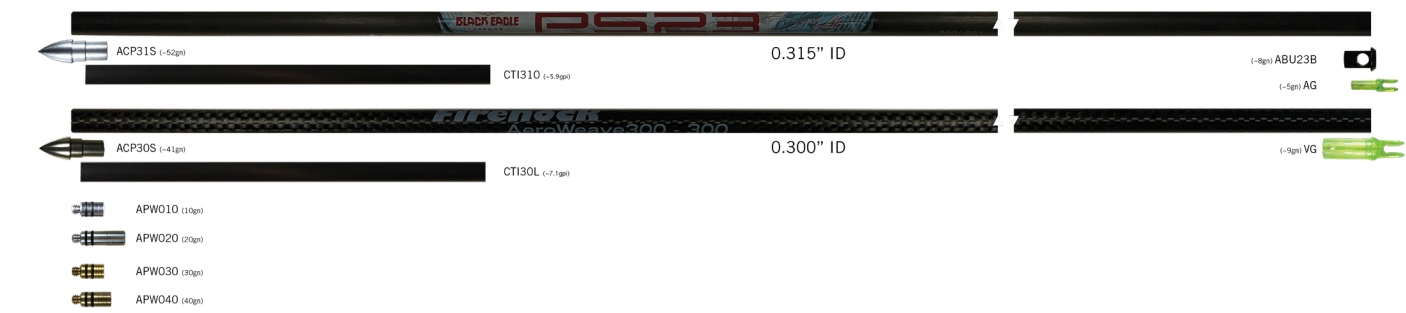 BLACK EAGLE PS23
ACP31S (~52gn)
0.315” ID
(~8gn) ABU23B
CTI310 (~5.9gpi)
(~5gn) AG
Firenock
AeroWeave300 - 300
ACP30S (~41gn)
0.300” ID
(~9gn) VG
CTI30L (~7.1gpi)
APW010 (10gn)
APW020 (20gn)
APW030 (30gn)
APW040 (40gn)